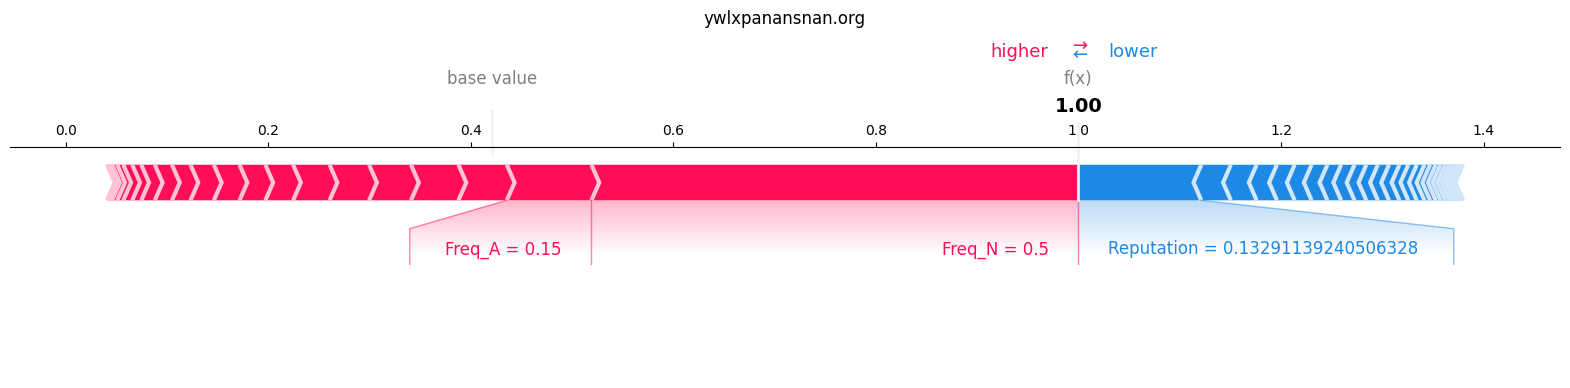 ywlxpanansnan.org
higher ⇄ lower
base value f(x)
1.00
0.0 0.2 0.4 0.6 0.8 1.0 1.2 1.4
Freq_A = 0.15 Freq_N = 0.5 Reputation = 0.13291139240506328